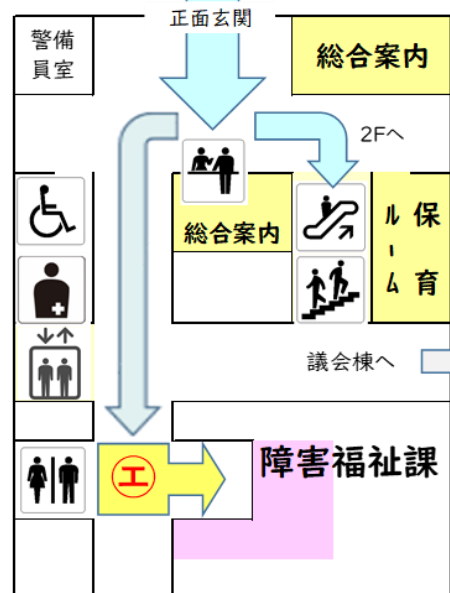 正面玄関
警備
員室
総合案内
2Fへ
総合案内
保育
ルーム
議会棟へ
工
障害福祉課